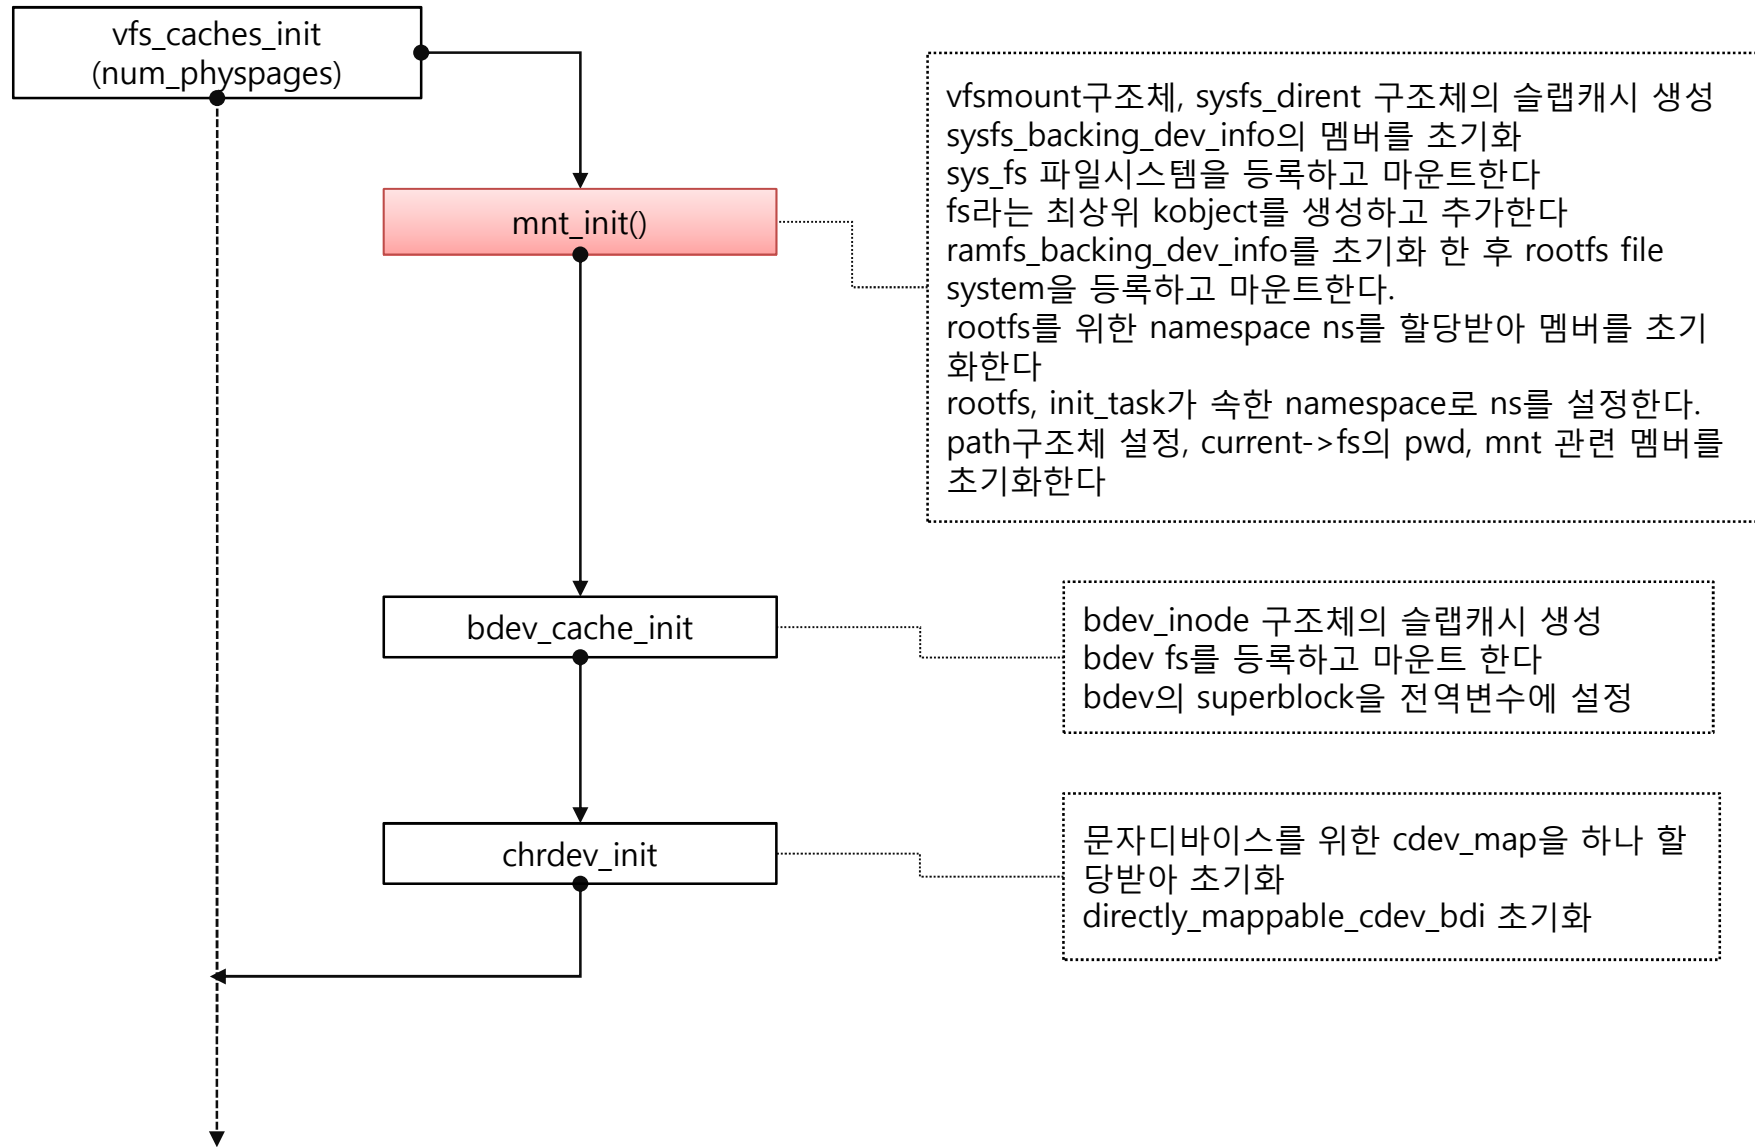 vfs_caches_init
(num_physpages)
vfsmount구조체, sysfs_dirent 구조체의 슬랩캐시 생성
sysfs_backing_dev_info의 멤버를 초기화
sys_fs 파일시스템을 등록하고 마운트한다
fs라는 최상위 kobject를 생성하고 추가한다
ramfs_backing_dev_info를 초기화 한 후 rootfs file
system을 등록하고 마운트한다.
rootfs를 위한 namespace ns를 할당받아 멤버를 초기
화한다
rootfs, init_task가 속한 namespace로 ns를 설정한다.
path구조체 설정, current->fs의 pwd, mnt 관련 멤버를
초기화한다
mnt_init()
bdev_cache_init
bdev_inode 구조체의 슬랩캐시 생성
bdev fs를 등록하고 마운트 한다
bdev의 superblock을 전역변수에 설정
chrdev_init
문자디바이스를 위한 cdev_map을 하나 할
당받아 초기화
directly_mappable_cdev_bdi 초기화